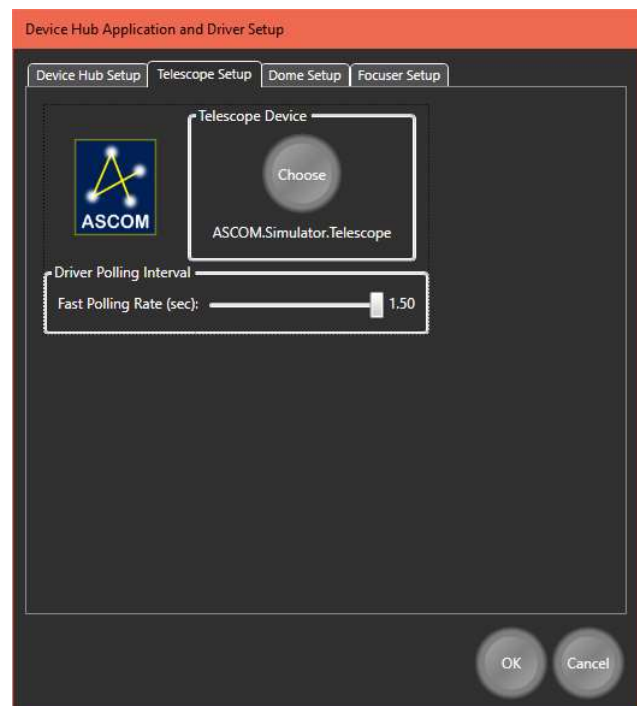 Device Hub Application and Driver Setup
Device Hub Setup Telescope Setup Dome Setup Focuser Setup
Telescope Device
Choose
ASCOM
ASCOM.Simulator.Telescope
Driver Polling Interval
Fast Polling Rate (sec): 1.50
OK Cancel